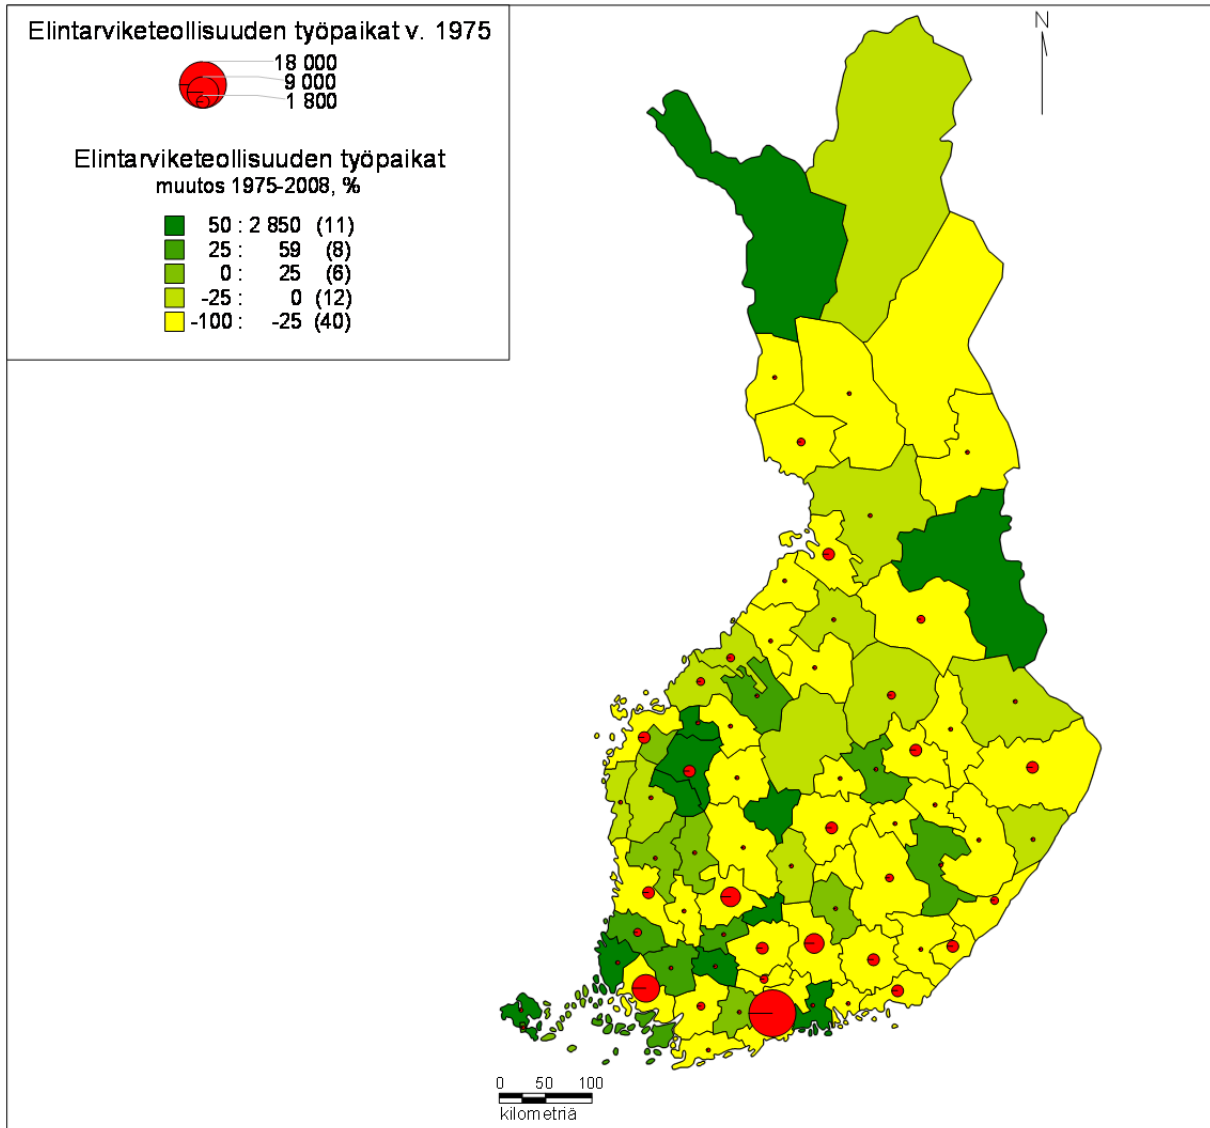 Elintarviketeollisuuden työpaikat v. 1975
18 000
9 000
1 800
Elintarviketeollisuuden työpaikat
muutos 1975-2008, %
50 : 2 850 (11)
25 : 59 (8)
0 : 25 (6)
-25 : 0 (12)
-100 : -25 (40)
N
0 50 100
kilometriä